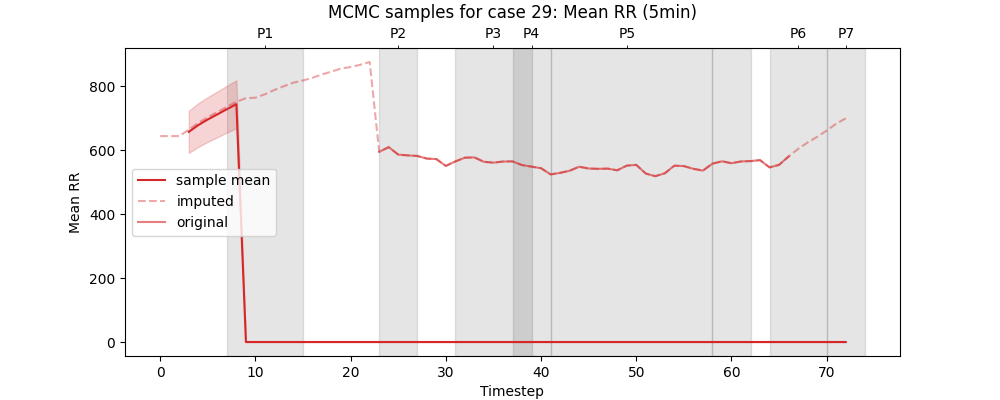 MCMC samples for case 29: Mean RR (5min)
P1 P2 P3 P4 P5 P6 P7
800
600
400
200
0
Mean RR
sample mean
imputed
original
0 10 20 30 40 50 60 70
Timestep